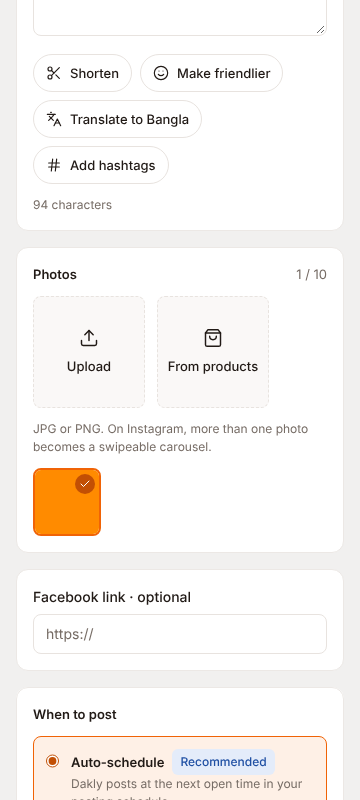 Shorten
Make friendlier
Translate to Bangla
Add hashtags
94 characters
Photos
1 / 10
Upload
From products
JPG or PNG. On Instagram, more than one photo
becomes a swipeable carousel.
Facebook link · optional
https://
When to post
Auto-schedule
Recommended
Dakly posts at the next open time in your
posting schedule